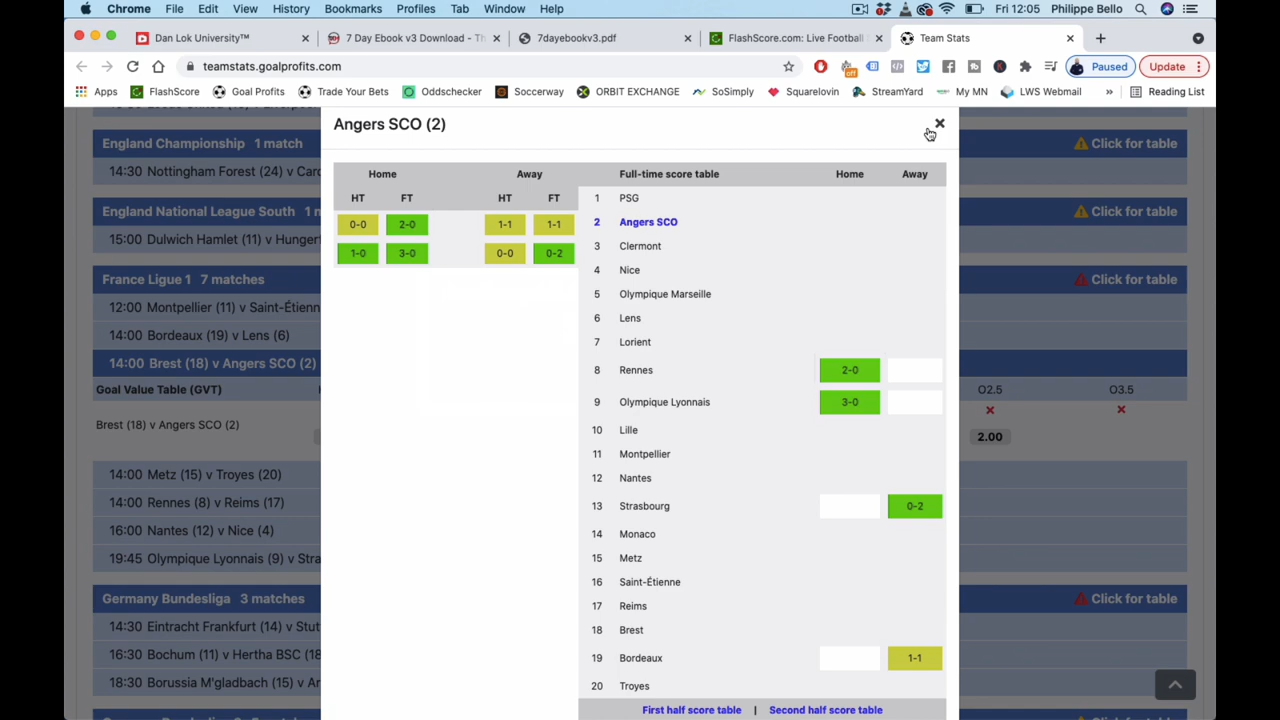 Chrome File Edit View History Bookmarks Profiles Tab Window Help Fri 12:05 Philippe Bello
Dan Lok University™ 7 Day Ebook v3 Download - Th 7dayebookv3.pdf FlashScore.com: Live Football Team Stats
teamstats.goalprofits.com off Paused Update
Apps FlashScore Goal Profits Trade Your Bets Oddschecker Soccerway ORBIT EXCHANGE SoSimply Squarelovin StreamYard My MN LWS Webmail » Reading List
Angers SCO (2)
England Championship 1 match Click for table
14:30 Nottingham Forest (24) v Car
England National League South 1 m Click for table
15:00 Dulwich Hamlet (11) v Hunger
France Ligue 1 7 matches Click for table
12:00 Montpellier (11) v Saint-Étienn
14:00 Bordeaux (19) v Lens (6)
14:00 Brest (18) v Angers SCO (2)
Goal Value Table (GVT) O2.5 O3.5
Brest (18) v Angers SCO (2) 2.00
14:00 Metz (15) v Troyes (20)
14:00 Rennes (8) v Reims (17)
16:00 Nantes (12) v Nice (4)
19:45 Olympique Lyonnais (9) v Stra
Germany Bundesliga 3 matches Click for table
14:30 Eintracht Frankfurt (14) v Stut
16:30 Bochum (11) v Hertha BSC (18
18:30 Borussia M'gladbach (15) v Ar
Home Away
HT FT HT FT
0-0 2-0 1-1 1-1
1-0 3-0 0-0 0-2
Full-time score table Home Away
1 PSG
2 Angers SCO
3 Clermont
4 Nice
5 Olympique Marseille
6 Lens
7 Lorient
8 Rennes 2-0
9 Olympique Lyonnais 3-0
10 Lille
11 Montpellier
12 Nantes
13 Strasbourg 0-2
14 Monaco
15 Metz
16 Saint-Étienne
17 Reims
18 Brest
19 Bordeaux 1-1
20 Troyes
First half score table | Second half score table